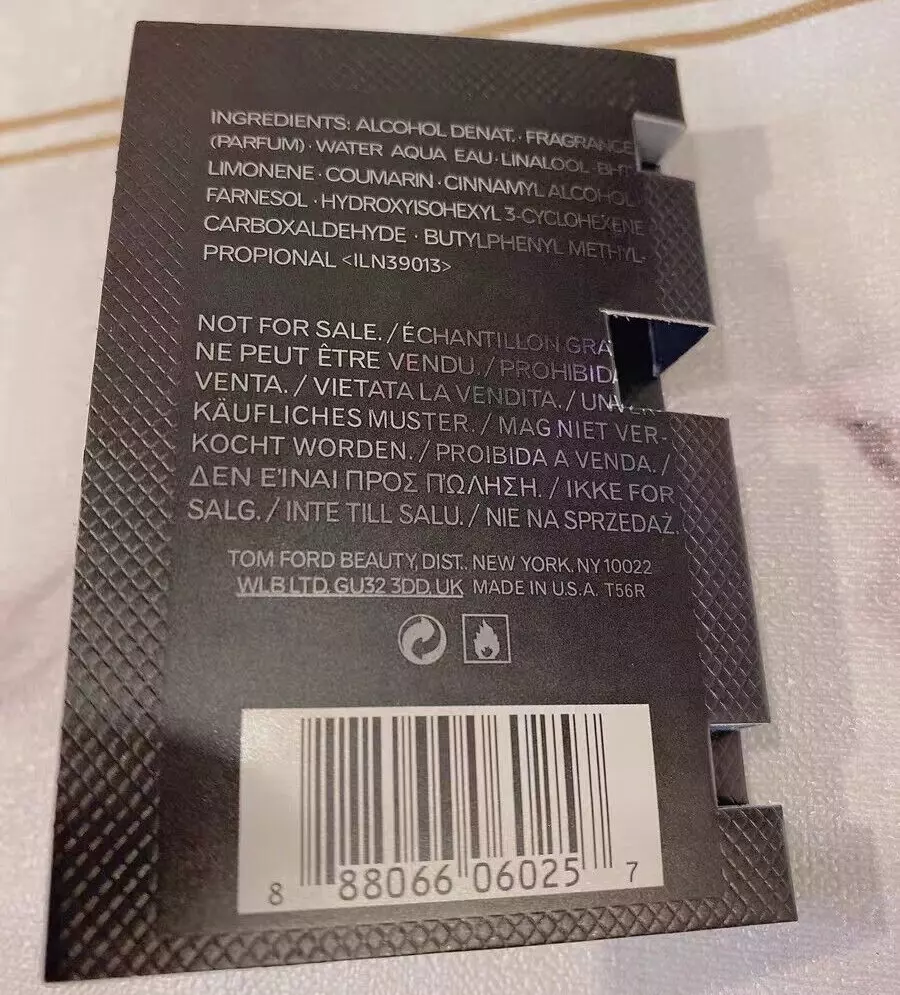 INGREDIENTS: ALCOHOL DENAT. · FRAGRANCE
(PARFUM) · WATER AQUA EAU · LINALOOL · BHT
LIMONENE · COUMARIN · CINNAMYL ALCOHOL
FARNESOL · HYDROXYISOHEXYL 3-CYCLOHEXENE
CARBOXALDEHYDE · BUTYLPHENYL METHYL-
PROPIONAL <ILN39013>
NOT FOR SALE. / ÉCHANTILLON GRA
NE PEUT ÊTRE VENDU. / PROHIBIDA
VENTA. / VIETATA LA VENDITA. / UNVER-
KÄUFLICHES MUSTER. / MAG NIET VER-
KOCHT WORDEN. / PROIBIDA A VENDA. /
ΔΕΝ ΕΊΝΑΙ ΠΡΟΣ ΠΏΛΗΣΗ. / IKKE FOR
SALG. / INTE TILL SALU. / NIE NA SPRZEDAŻ.
TOM FORD BEAUTY, DIST. NEW YORK, NY 10022
WLB LTD. GU32 3DD. UK MADE IN U.S.A. T56R
8 88066 06025 7